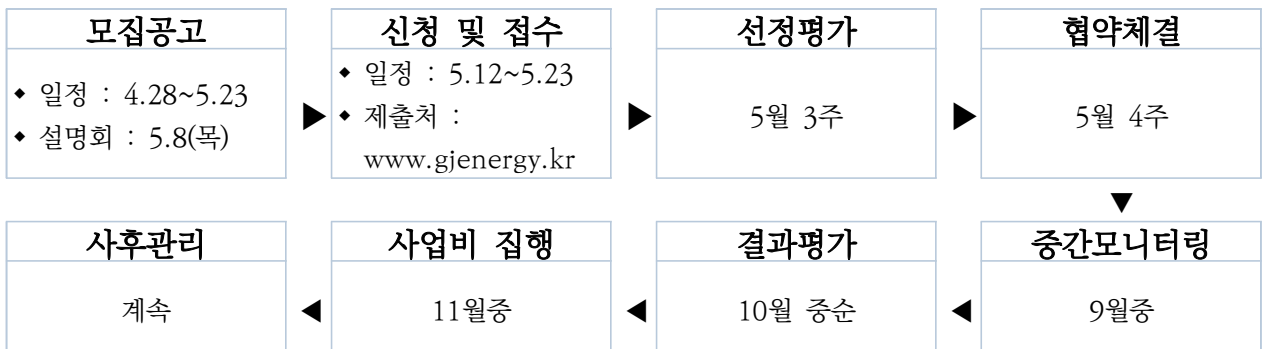 모집공고
◆ 일정 : 4.28~5.23
◆ 설명회 : 5.8(목)
▶
신청 및 접수
◆ 일정 : 5.12~5.23
◆ 제출처 :
www.gjenergy.kr
▶
선정평가
5월 3주
▶
협약체결
5월 4주
▼
중간모니터링
9월중
◀
결과평가
10월 중순
◀
사업비 집행
11월중
◀
사후관리
계속